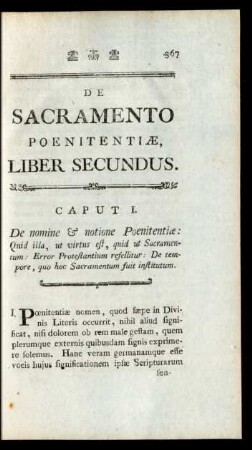 367
DE
SACRAMENTO
POENITENTIÆ,
LIBER SECUNDUS.
CAPUT I.
De nomine & notione Poenitentiæ:
Quid illa, ut virtus est, quid ut Sacramen-
tum: Error Protestantium refellitur: De tem-
pore, quo hoc Sacramentum fuit institutum.
I. Pœnitentiæ nomen, quod sæpe in Divi-
nis Literis occurrit, nihil aliud signi-
ficat, nisi dolorem ob rem male gestam, quem
plerumque externis quibusdam signis exprime-
re solemus. Hanc veram germanamque esse
vocis hujus significationem ipsæ Scripturarum
sen-